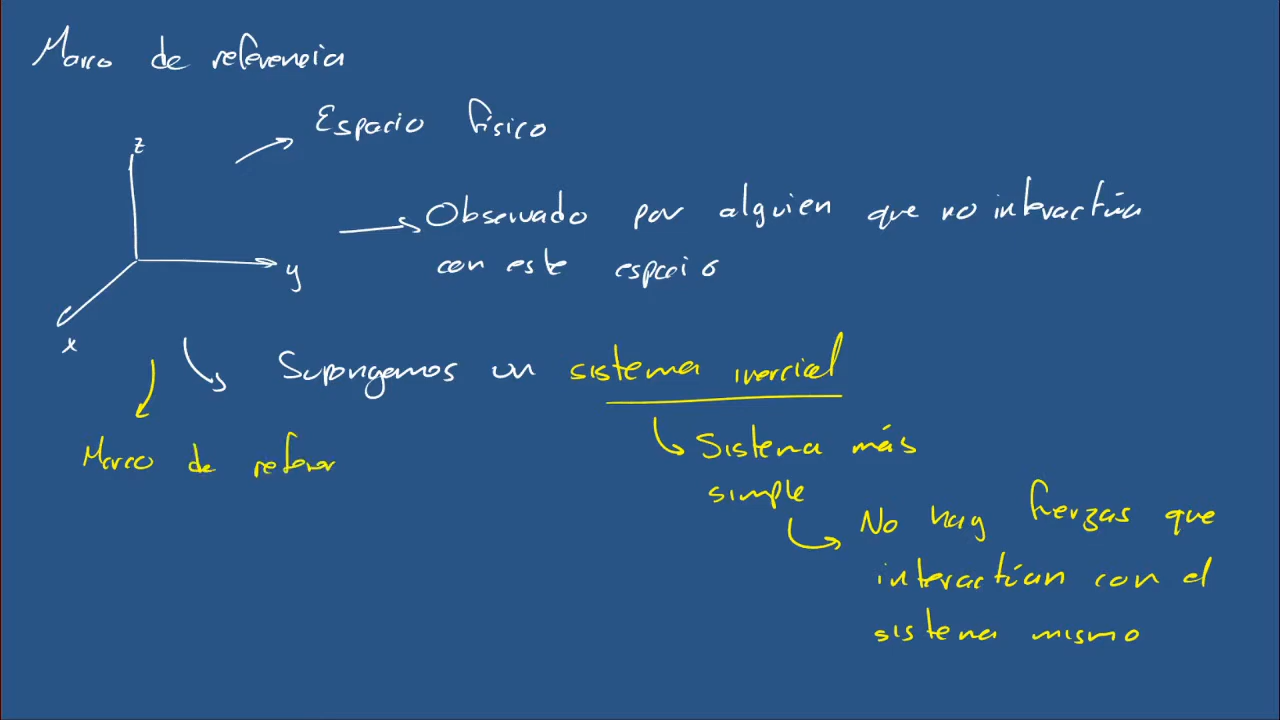 Marco de referencia
Espacio físico
z
Observado por alguien que no interactúa
con este espacio
y
x
Supongamos un sistema inercial
Marco de referen
Sistema más
simple
No hay fuerzas que
interactúan con el
sistema mismo